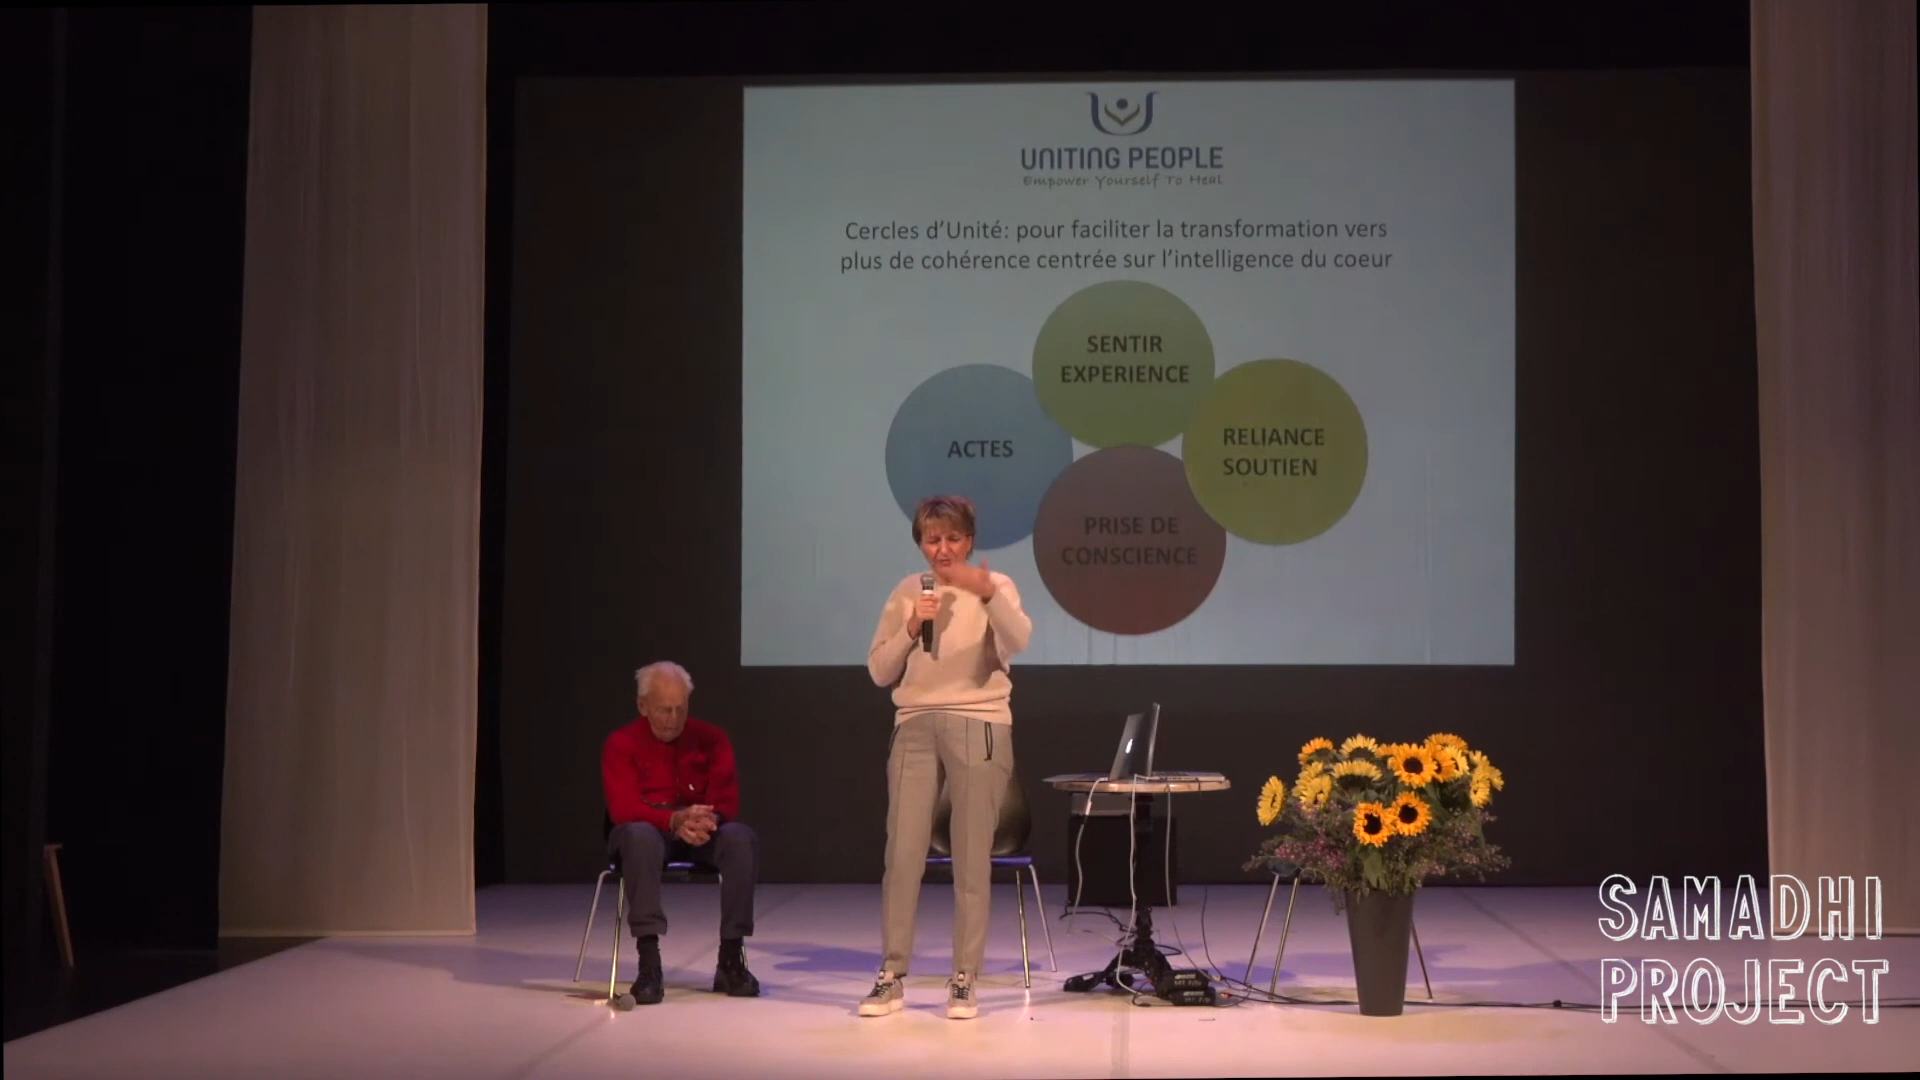 UNITING PEOPLE
Empower Yourself To Heal
Cercles d'Unité: pour faciliter la transformation vers
plus de cohérence centrée sur l'intelligence du coeur
SENTIR
EXPERIENCE
ACTES
RELIANCE
SOUTIEN
PRISE DE
CONSCIENCE
SAMADHI
PROJECT